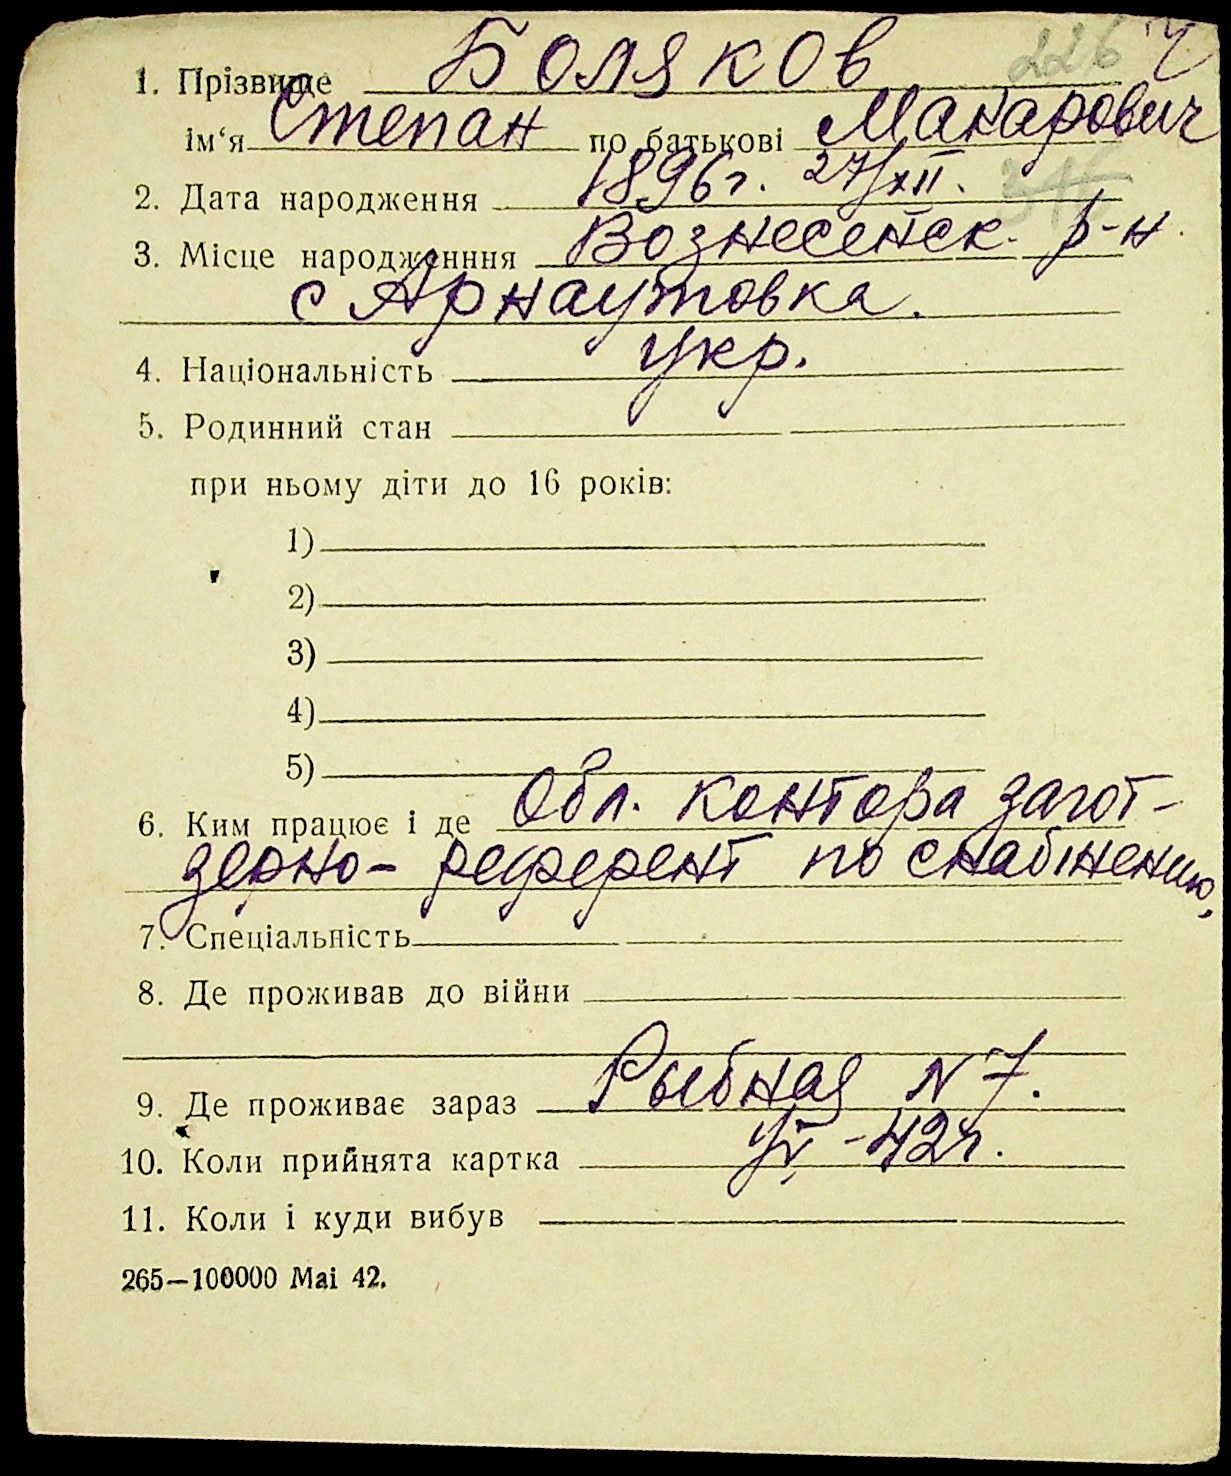 226 Ч
1. Прізвище Боляков
ім‘я Степан по батькові Макарович
2. Дата народження 1896г. 27/XII. 316
3. Місце народженння Вознесенск. р-н
с Арнаутовка.
4. Національність укр.
5. Родинний стан
при ньому діти до 16 років:
1)
2)
3)
4)
5)
6. Ким працює і де Обл. контора загот-
зерно- референт по снабжению,
7. Спеціальність
8. Де проживав до війни
9. Де проживає зараз Рыбная N 7.
10. Коли прийнята картка -42г.
11. Коли і куди вибув
265—100000 Mai 42.